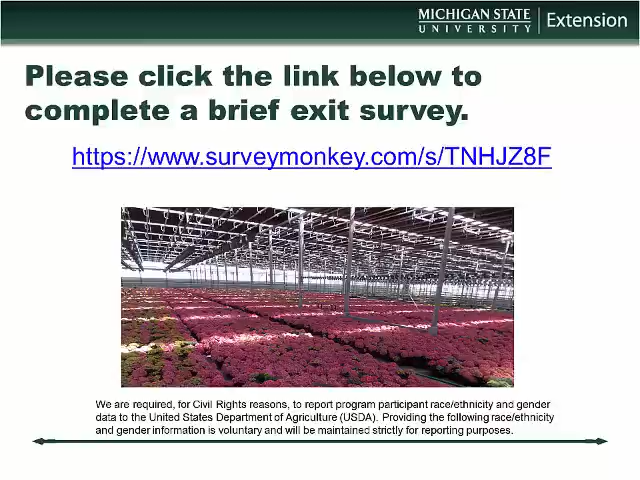 MICHIGAN STATE
UNIVERSITY
Extension
Please click the link below to
complete a brief exit survey.
https://www.surveymonkey.com/s/TNHJZ8F
We are required, for Civil Rights reasons, to report program participant race/ethnicity and gender
data to the United States Department of Agriculture (USDA). Providing the following race/ethnicity
and gender information is voluntary and will be maintained strictly for reporting purposes.